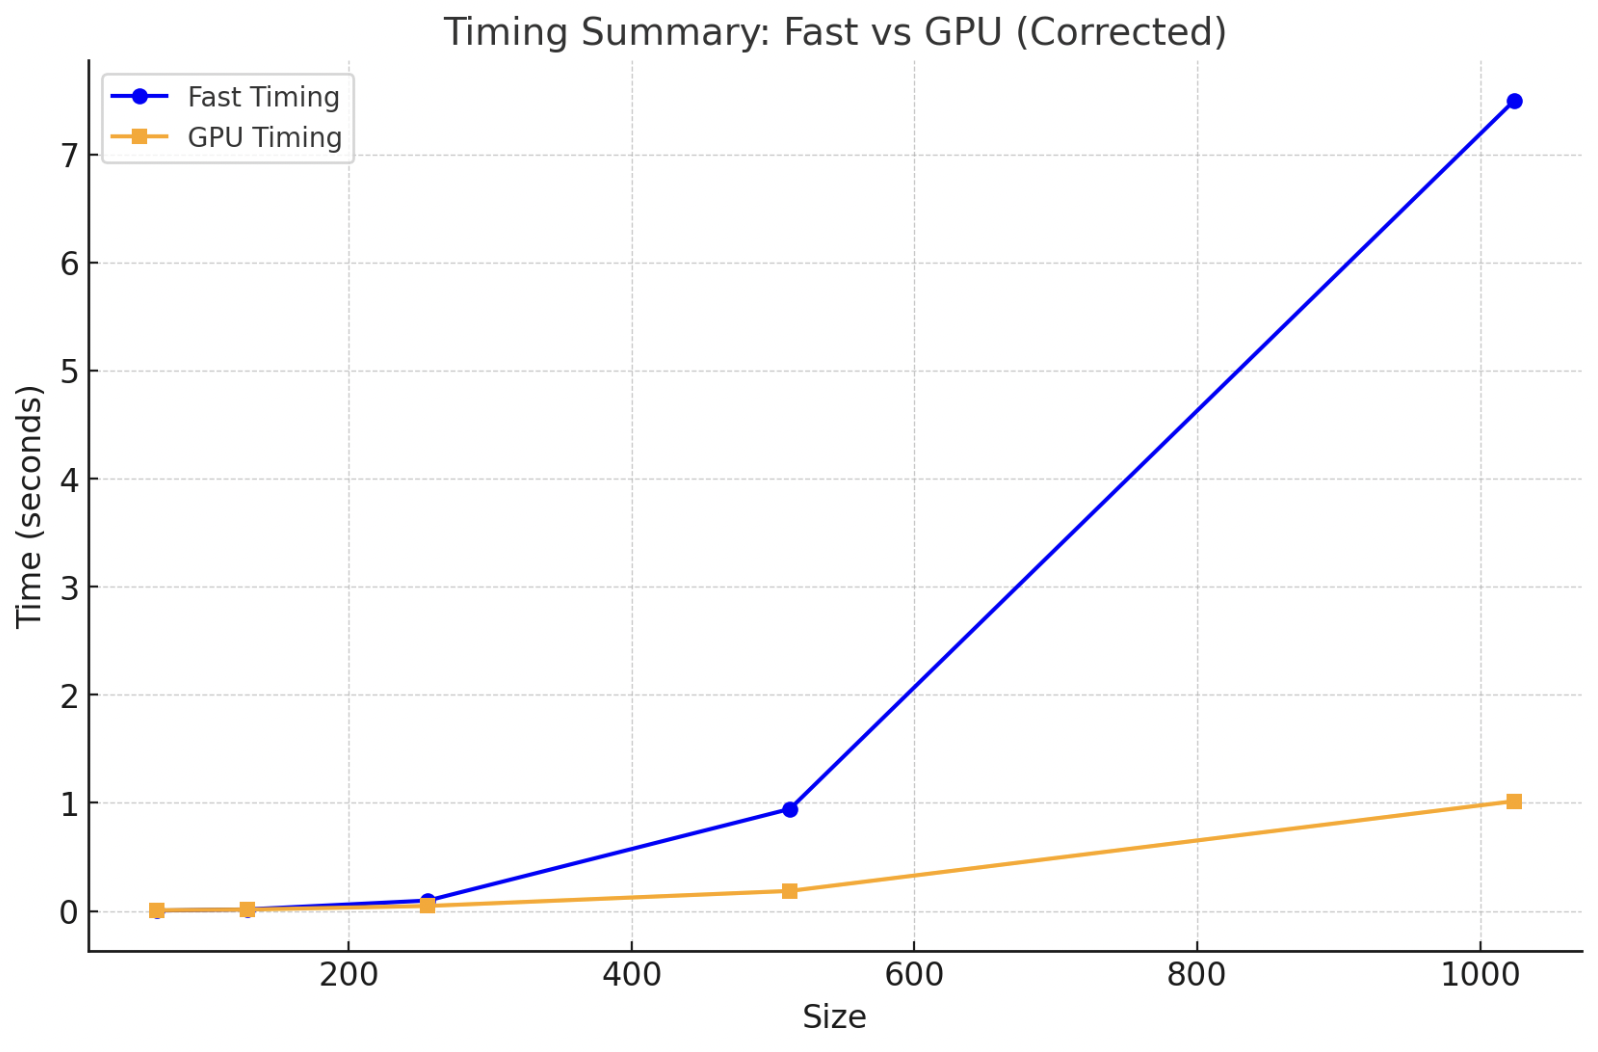 Timing Summary: Fast vs GPU (Corrected)
Fast Timing
GPU Timing
7
6
5
4
3
2
1
0
Time (seconds)
200 400 600 800 1000
Size